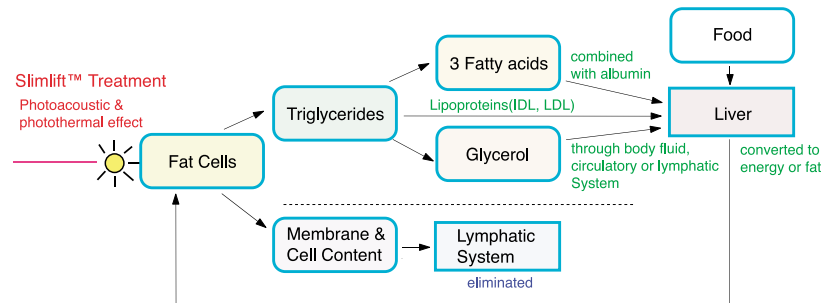 Slimlift™ Treatment
Photoacoustic &
photothermal effect
Fat Cells
Triglycerides
3 Fatty acids
combined
with albumin
Food
Lipoproteins(IDL, LDL)
Liver
Glycerol
through body fluid,
circulatory or lymphatic
System
converted to
energy or fat
Membrane &
Cell Content
Lymphatic
System
eliminated